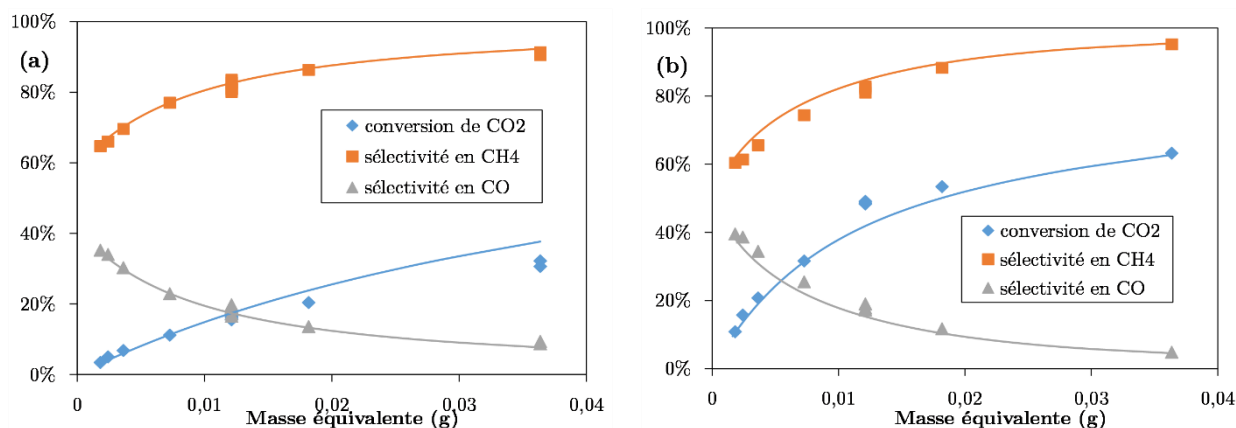 (a)
100%
80%
60%
40%
20%
0%
conversion de CO2
sélectivité en CH4
sélectivité en CO
0
0,01
0,02
0,03
0,04
Masse équivalente (g)
(b)
100%
80%
60%
40%
20%
0%
conversion de CO2
sélectivité en CH4
sélectivité en CO
0
0,01
0,02
0,03
0,04
Masse équivalente (g)